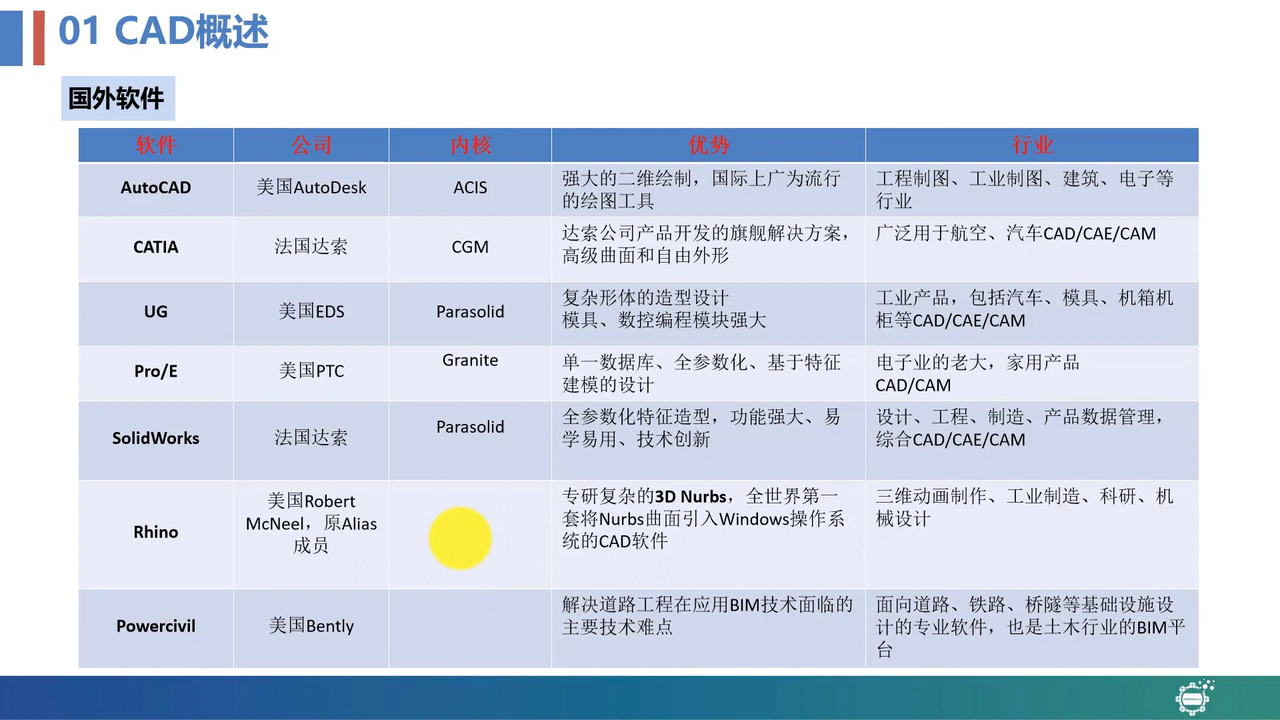 01 CAD概述
国外软件
软件 公司 内核 优势 行业
AutoCAD 美国AutoDesk ACIS
强大的二维绘制，国际上广为流行
的绘图工具
工程制图、工业制图、建筑、电子等
行业
CATIA 法国达索 CGM
达索公司产品开发的旗舰解决方案，
高级曲面和自由外形
广泛用于航空、汽车CAD/CAE/CAM
UG 美国EDS Parasolid
复杂形体的造型设计
模具、数控编程模块强大
工业产品，包括汽车、模具、机箱机
柜等CAD/CAE/CAM
Pro/E 美国PTC Granite
单一数据库、全参数化、基于特征
建模的设计
电子业的老大，家用产品
CAD/CAM
SolidWorks 法国达索 Parasolid
全参数化特征造型，功能强大、易
学易用、技术创新
设计、工程、制造、产品数据管理，
综合CAD/CAE/CAM
Rhino
美国Robert
McNeel，原Alias
成员
专研复杂的3D Nurbs，全世界第一
套将Nurbs曲面引入Windows操作系
统的CAD软件
三维动画制作、工业制造、科研、机
械设计
Powercivil 美国Bently
解决道路工程在应用BIM技术面临的
主要技术难点
面向道路、铁路、桥隧等基础设施设
计的专业软件，也是土木行业的BIM平
台